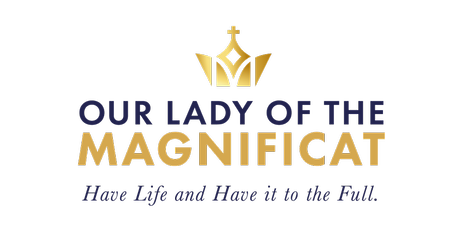 OUR LADY OF THE
MAGNIFICAT
Have Life and Have it to the Full.